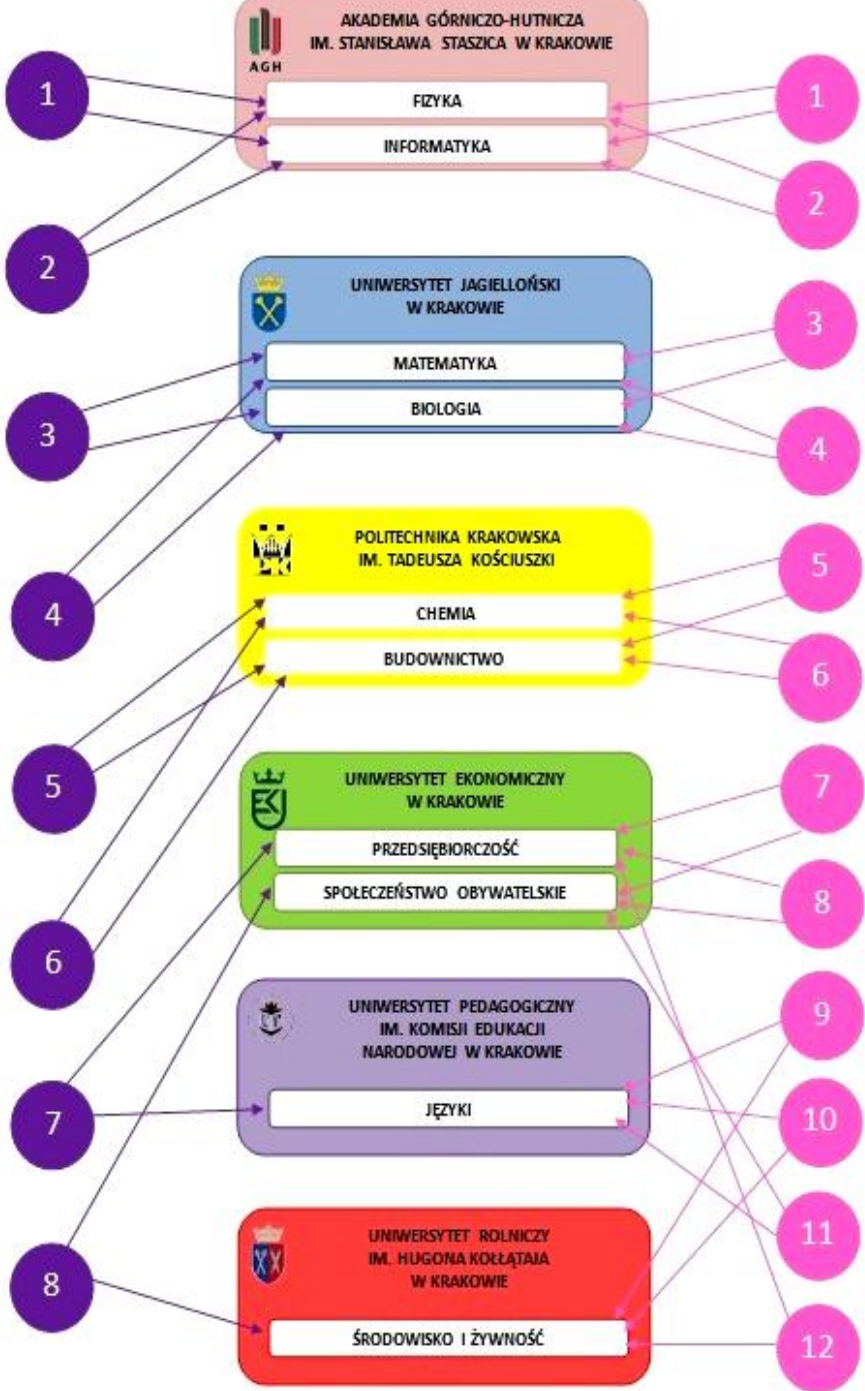 AKADEMIA GÓRNICZO-HUTNICZA
IM. STANISŁAWA STASZICA W KRAKOWIE
AGH
FIZYKA
INFORMATYKA
1
2
1
2
UNIWERSYTET JAGIELLOŃSKI
W KRAKOWIE
MATEMATYKA
BIOLOGIA
3
4
3
4
POLITECHNIKA KRAKOWSKA
IM. TADEUSZA KOŚCIUSZKI
CHEMIA
BUDOWNICTWO
5
6
5
6
UNIWERSYTET EKONOMICZNY
W KRAKOWIE
PRZEDSIĘBIORCZOŚĆ
SPOŁECZEŃSTWO OBYWATELSKIE
7
8
UNIWERSYTET PEDAGOGICZNY
IM. KOMISJI EDUKACJI
NARODOWEJ W KRAKOWIE
JĘZYKI
7
9
10
11
UNIWERSYTET ROLNICZY
IM. HUGONA KOŁŁĄTAJA
W KRAKOWIE
ŚRODOWISKO I ŻYWNOŚĆ
8
12